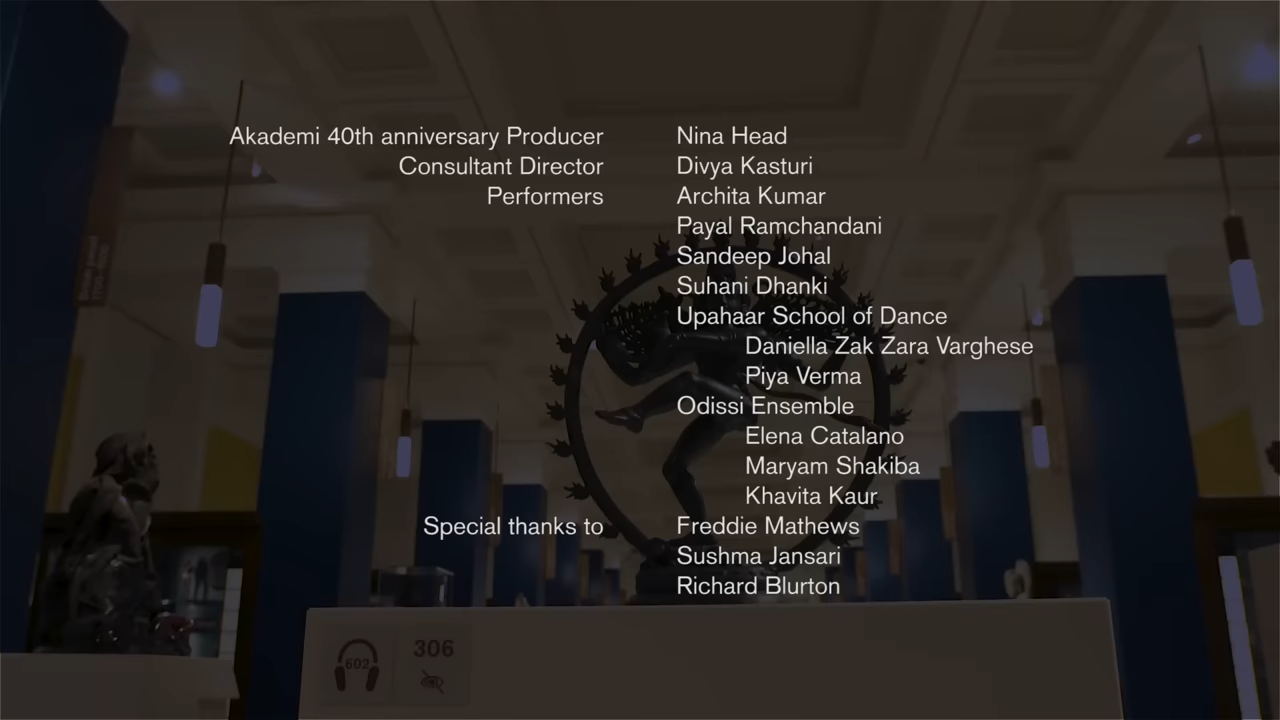 Akademi 40th anniversary Producer Nina Head
Consultant Director Divya Kasturi
Performers Archita Kumar
Payal Ramchandani
Sandeep Johal
Suhani Dhanki
Upahaar School of Dance
Daniella Zak Zara Varghese
Piya Verma
Odissi Ensemble
Elena Catalano
Maryam Shakiba
Khavita Kaur
Special thanks to Freddie Mathews
Sushma Jansari
Richard Blurton
602
306